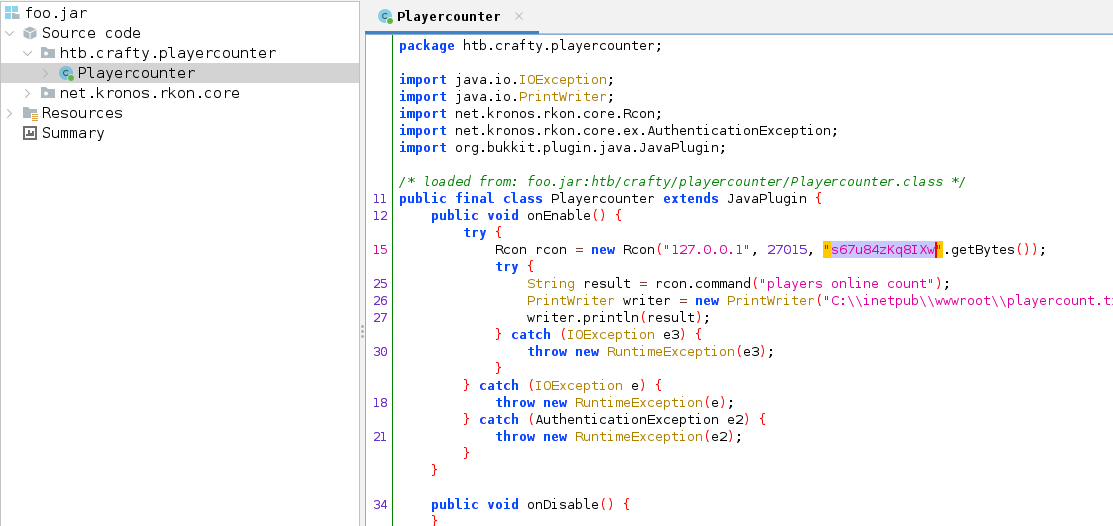 foo.jar
Source code
htb.crafty.playercounter
Playercounter
net.kronos.rkon.core
Resources
Summary
Playercounter
package htb.crafty.playercounter;
import java.io.IOException;
import java.io.PrintWriter;
import net.kronos.rkon.core.Rcon;
import net.kronos.rkon.core.ex.AuthenticationException;
import org.bukkit.plugin.java.JavaPlugin;
/* loaded from: foo.jar:htb/crafty/playercounter/Playercounter.class */
11 public final class Playercounter extends JavaPlugin {
12 public void onEnable() {
try {
15 Rcon rcon = new Rcon("127.0.0.1", 27015, "s67u84zKq8IXw".getBytes());
try {
25 String result = rcon.command("players online count");
26 PrintWriter writer = new PrintWriter("C:\\inetpub\\wwwroot\\playercount.t
27 writer.println(result);
} catch (IOException e3) {
30 throw new RuntimeException(e3);
}
} catch (IOException e) {
18 throw new RuntimeException(e);
} catch (AuthenticationException e2) {
21 throw new RuntimeException(e2);
}
}
34 public void onDisable() {
}